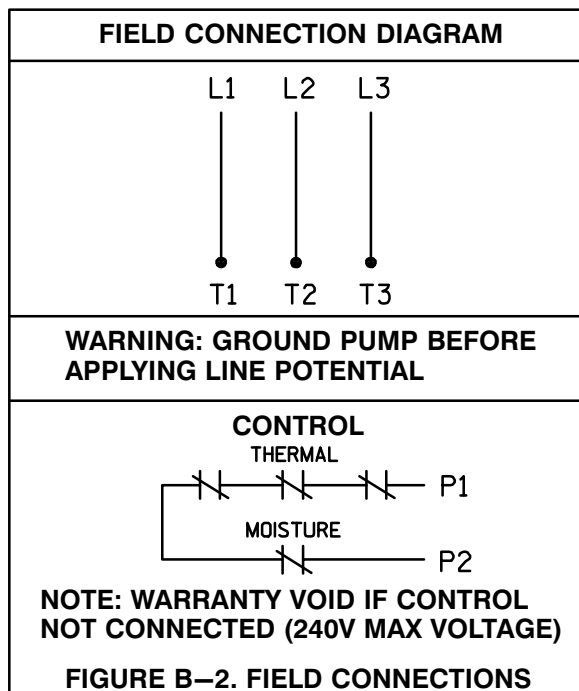 FIELD CONNECTION DIAGRAM
L1 L2 L3
T1 T2 T3
WARNING: GROUND PUMP BEFORE
APPLYING LINE POTENTIAL
CONTROL
THERMAL
P1
MOISTURE
P2
NOTE: WARRANTY VOID IF CONTROL
NOT CONNECTED (240V MAX VOLTAGE)
FIGURE B–2. FIELD CONNECTIONS